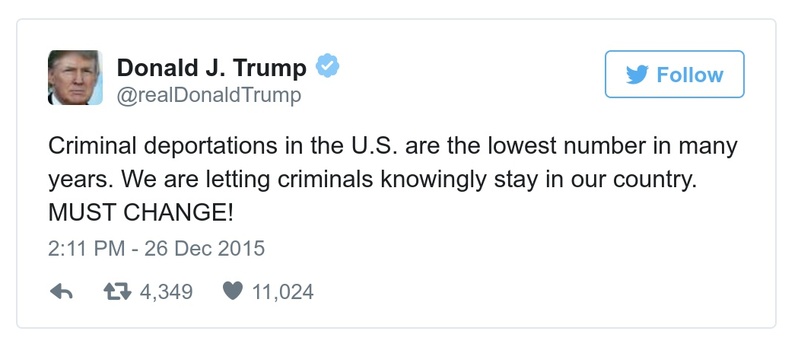 Donald J. Trump
@realDonaldTrump
Follow
Criminal deportations in the U.S. are the lowest number in many
years. We are letting criminals knowingly stay in our country.
MUST CHANGE!
2:11 PM - 26 Dec 2015
4,349 11,024